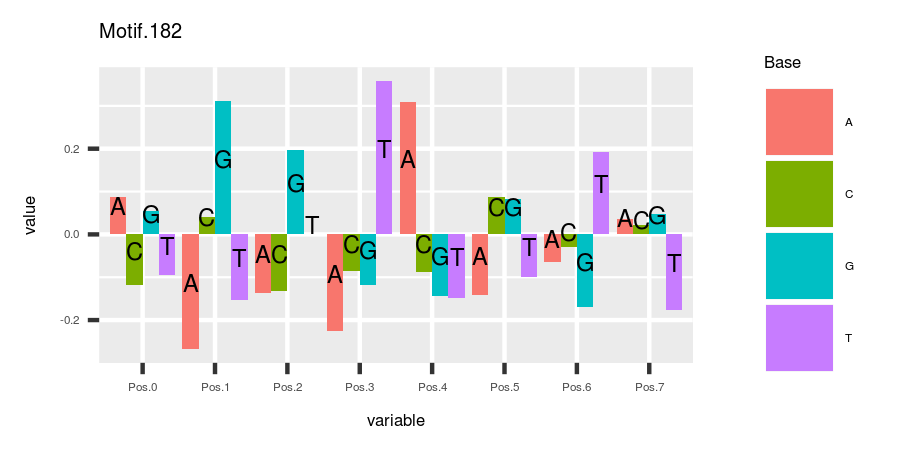 Motif.182
Base
A
C
G
T
value
0.2
0.0
-0.2
A C G T A C G T A C G T A C G T A C G T A C G T A C G T A C G T
Pos.0 Pos.1 Pos.2 Pos.3 Pos.4 Pos.5 Pos.6 Pos.7
variable